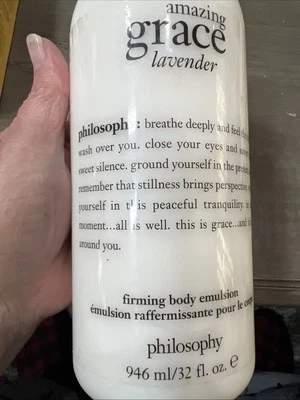 amazing
grace
lavender
philosophy: breathe deeply and feel
wash over you. close your eyes and
sweet silence. ground yourself in the
remember that stillness brings perspective,
yourself in this peaceful tranquility.
moment...all is well. this is grace...and
around you.
firming body emulsion
émulsion raffermissante pour le corps
philosophy
946 ml/32 fl. oz. e